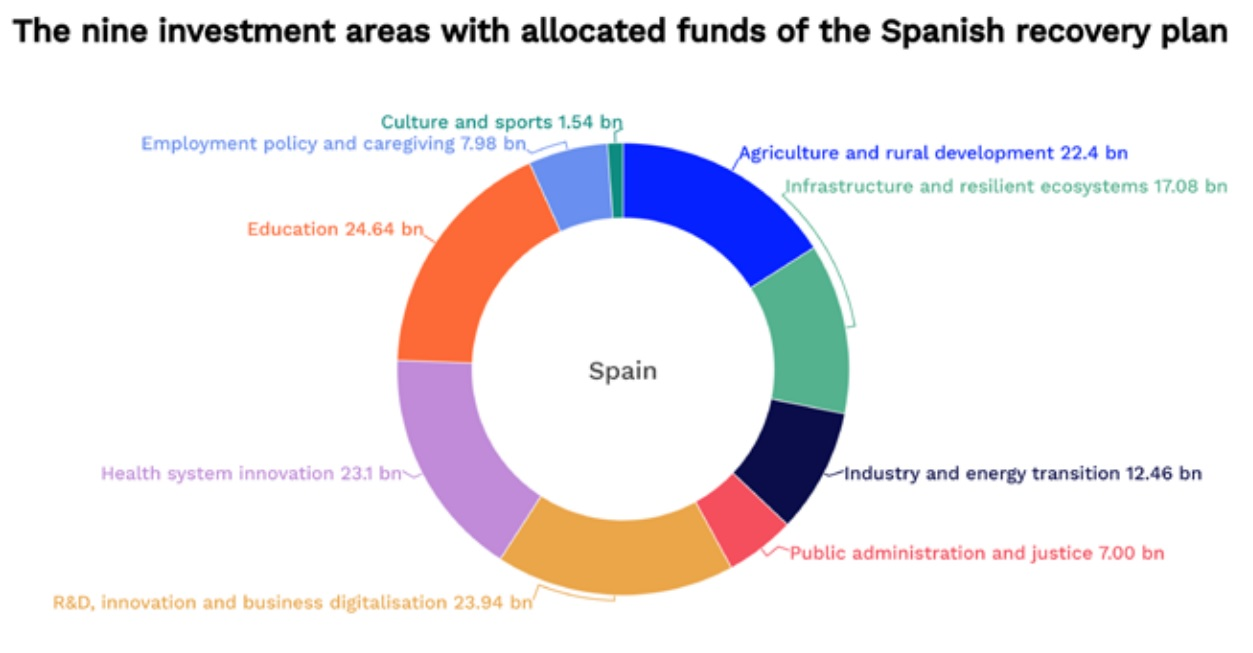 The nine investment areas with allocated funds of the Spanish recovery plan
Culture and sports 1.54 bn
Employment policy and caregiving 7.98 bn
Agriculture and rural development 22.4 bn
Infrastructure and resilient ecosystems 17.08 bn
Education 24.64 bn
Spain
Health system innovation 23.1 bn
Industry and energy transition 12.46 bn
Public administration and justice 7.00 bn
R&D, innovation and business digitalisation 23.94 bn